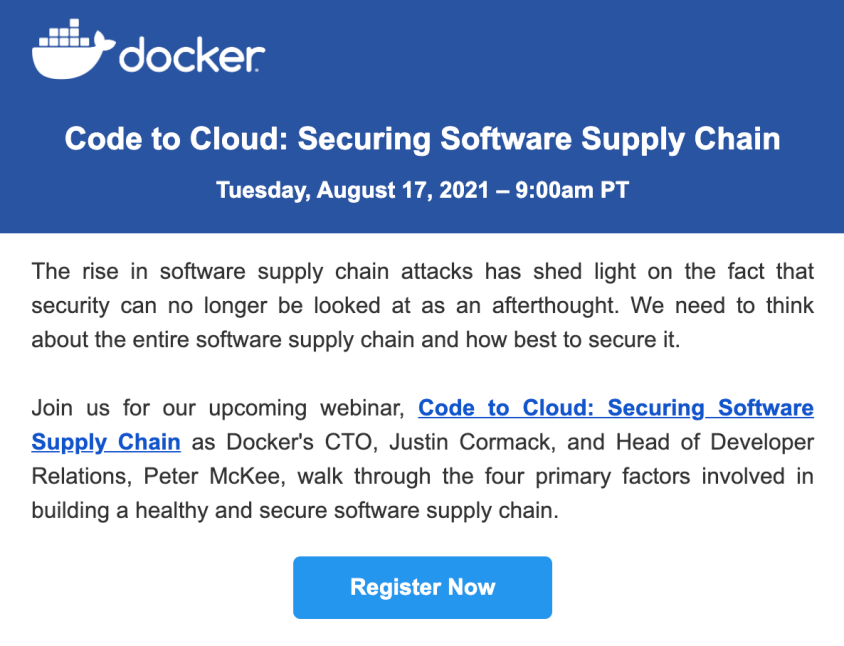 docker
Code to Cloud: Securing Software Supply Chain
Tuesday, August 17, 2021 – 9:00am PT
The rise in software supply chain attacks has shed light on the fact that
security can no longer be looked at as an afterthought. We need to think
about the entire software supply chain and how best to secure it.
Join us for our upcoming webinar, Code to Cloud: Securing Software
Supply Chain as Docker's CTO, Justin Cormack, and Head of Developer
Relations, Peter McKee, walk through the four primary factors involved in
building a healthy and secure software supply chain.
Register Now